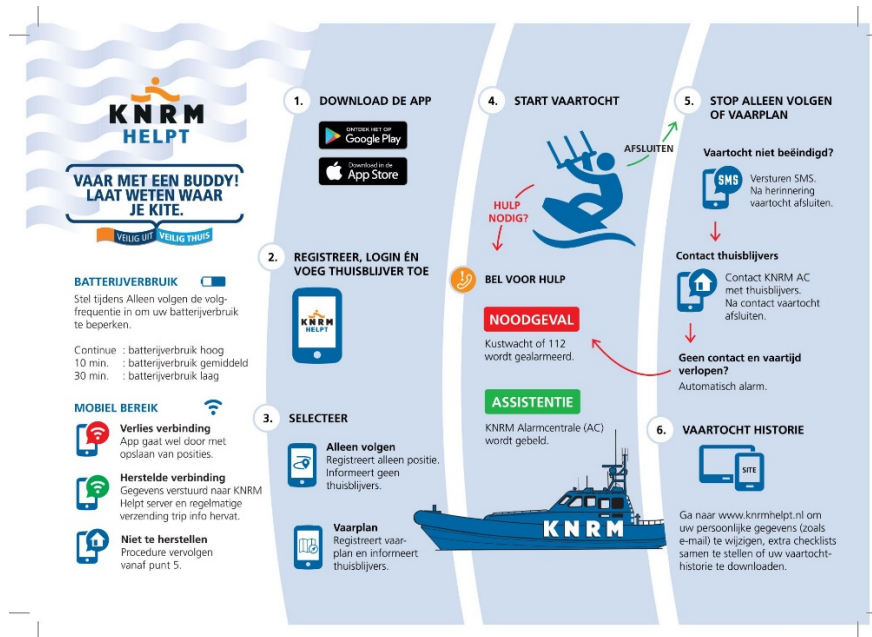 KNRM
HELPT
VAAR MET EEN BUDDY!
LAAT WETEN WAAR
JE KITE.
VEILIG UIT VEILIG THUIS
BATTERIJVERBRUIK
Stel tijdens Alleen volgen de volg-
frequentie in om uw batterijverbruik
te beperken.
Continue : batterijverbruik hoog
10 min. : batterijverbruik gemiddeld
30 min. : batterijverbruik laag
MOBIEL BEREIK
Verlies verbinding
App gaat wel door met
opslaan van posities.
Herstelde verbinding
Gegevens verstuurd naar KNRM
Helpt server en regelmatige
verzending trip info hervat.
Niet te herstellen
Procedure vervolgen
vanaf punt 5.
1. DOWNLOAD DE APP
ONTDEK HET OP
Google Play
Download in de
App Store
2. REGISTREER, LOGIN ÉN
VOEG THUISBLIJVER TOE
KNRM
HELPT
3. SELECTEER
Alleen volgen
Registreert alleen positie.
Informeert geen
thuisblijvers.
Vaarplan
Registreert vaar-
plan en informeert
thuisblijvers.
4. START VAARTOCHT
AFSLUITEN
HULP
NODIG?
BEL VOOR HULP
NOODGEVAL
Kustwacht of 112
wordt gealarmeerd.
ASSISTENTIE
KNRM Alarmcentrale (AC)
wordt gebeld.
KNRM
5. STOP ALLEEN VOLGEN
OF VAARPLAN
Vaartocht niet beëindigd?
SMS
Versturen SMS.
Na herinnering
vaartocht afsluiten.
Contact thuisblijvers
Contact KNRM AC
met thuisblijvers.
Na contact vaartocht
afsluiten.
Geen contact en vaartijd
verlopen?
Automatisch alarm.
6. VAARTOCHT HISTORIE
SITE
Ga naar www.knrmhelpt.nl om
uw persoonlijke gegevens (zoals
e-mail) te wijzigen, extra checklists
samen te stellen of uw vaartocht-
historie te downloaden.